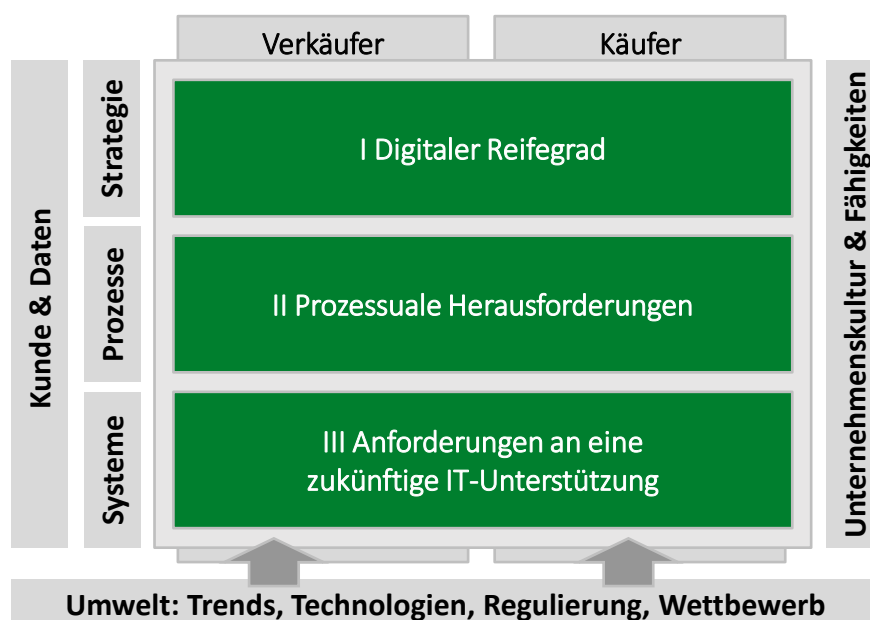 Verkäufer
Käufer
Kunde & Daten
Strategie
Prozesse
Systeme
I Digitaler Reifegrad
II Prozessuale Herausforderungen
III Anforderungen an eine
zukünftige IT-Unterstützung
Unternehmenskultur & Fähigkeiten
Umwelt: Trends, Technologien, Regulierung, Wettbewerb